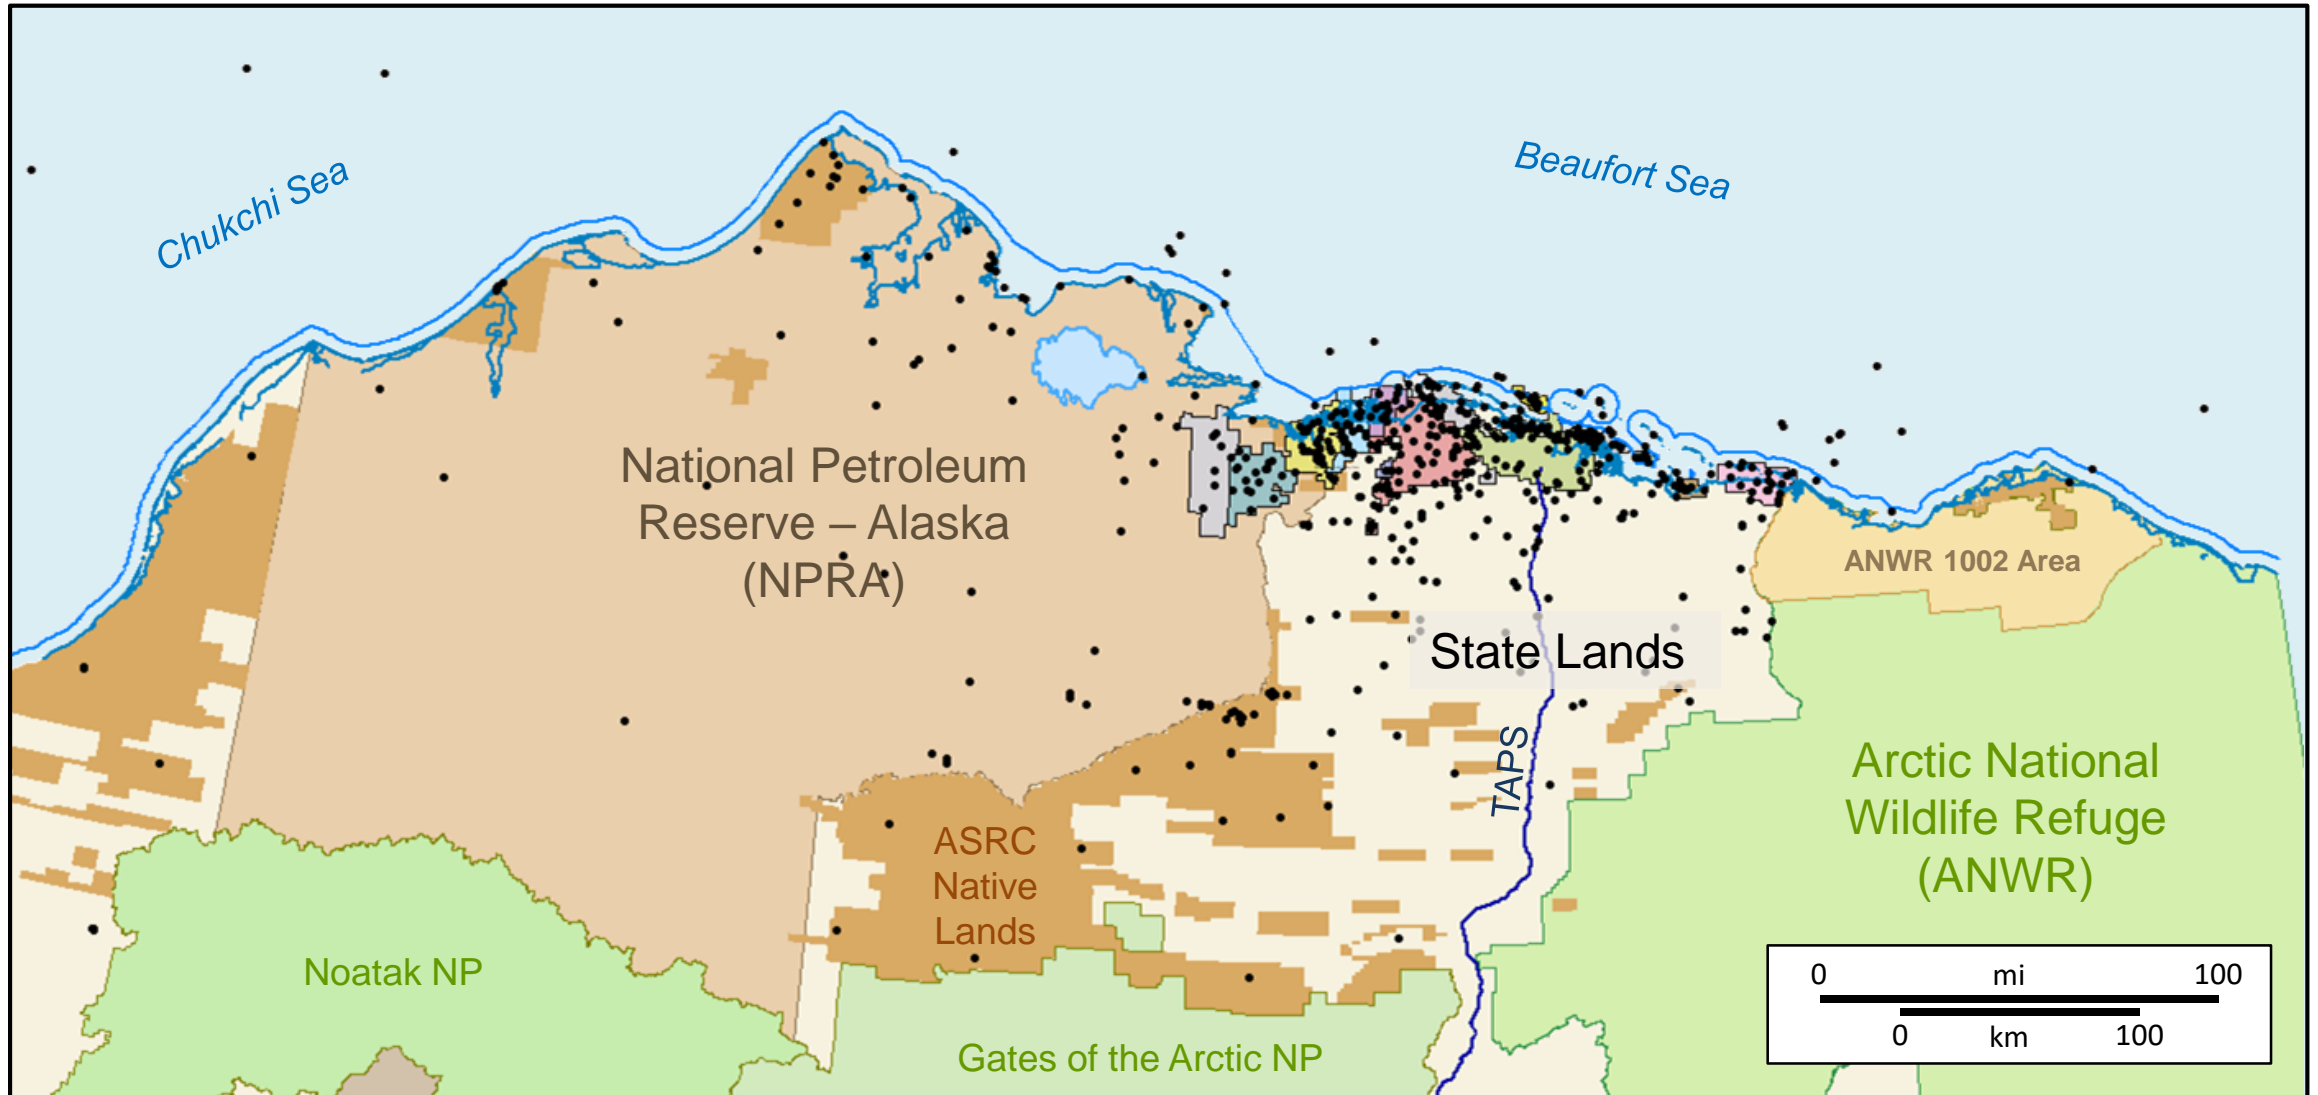 Chukchi Sea
Beaufort Sea
National Petroleum
Reserve – Alaska
(NPRA)
ANWR 1002 Area
State Lands
TAPS
Arctic National
Wildlife Refuge
(ANWR)
ASRC
Native
Lands
Noatak NP
Gates of the Arctic NP
0 mi 100
0 km 100